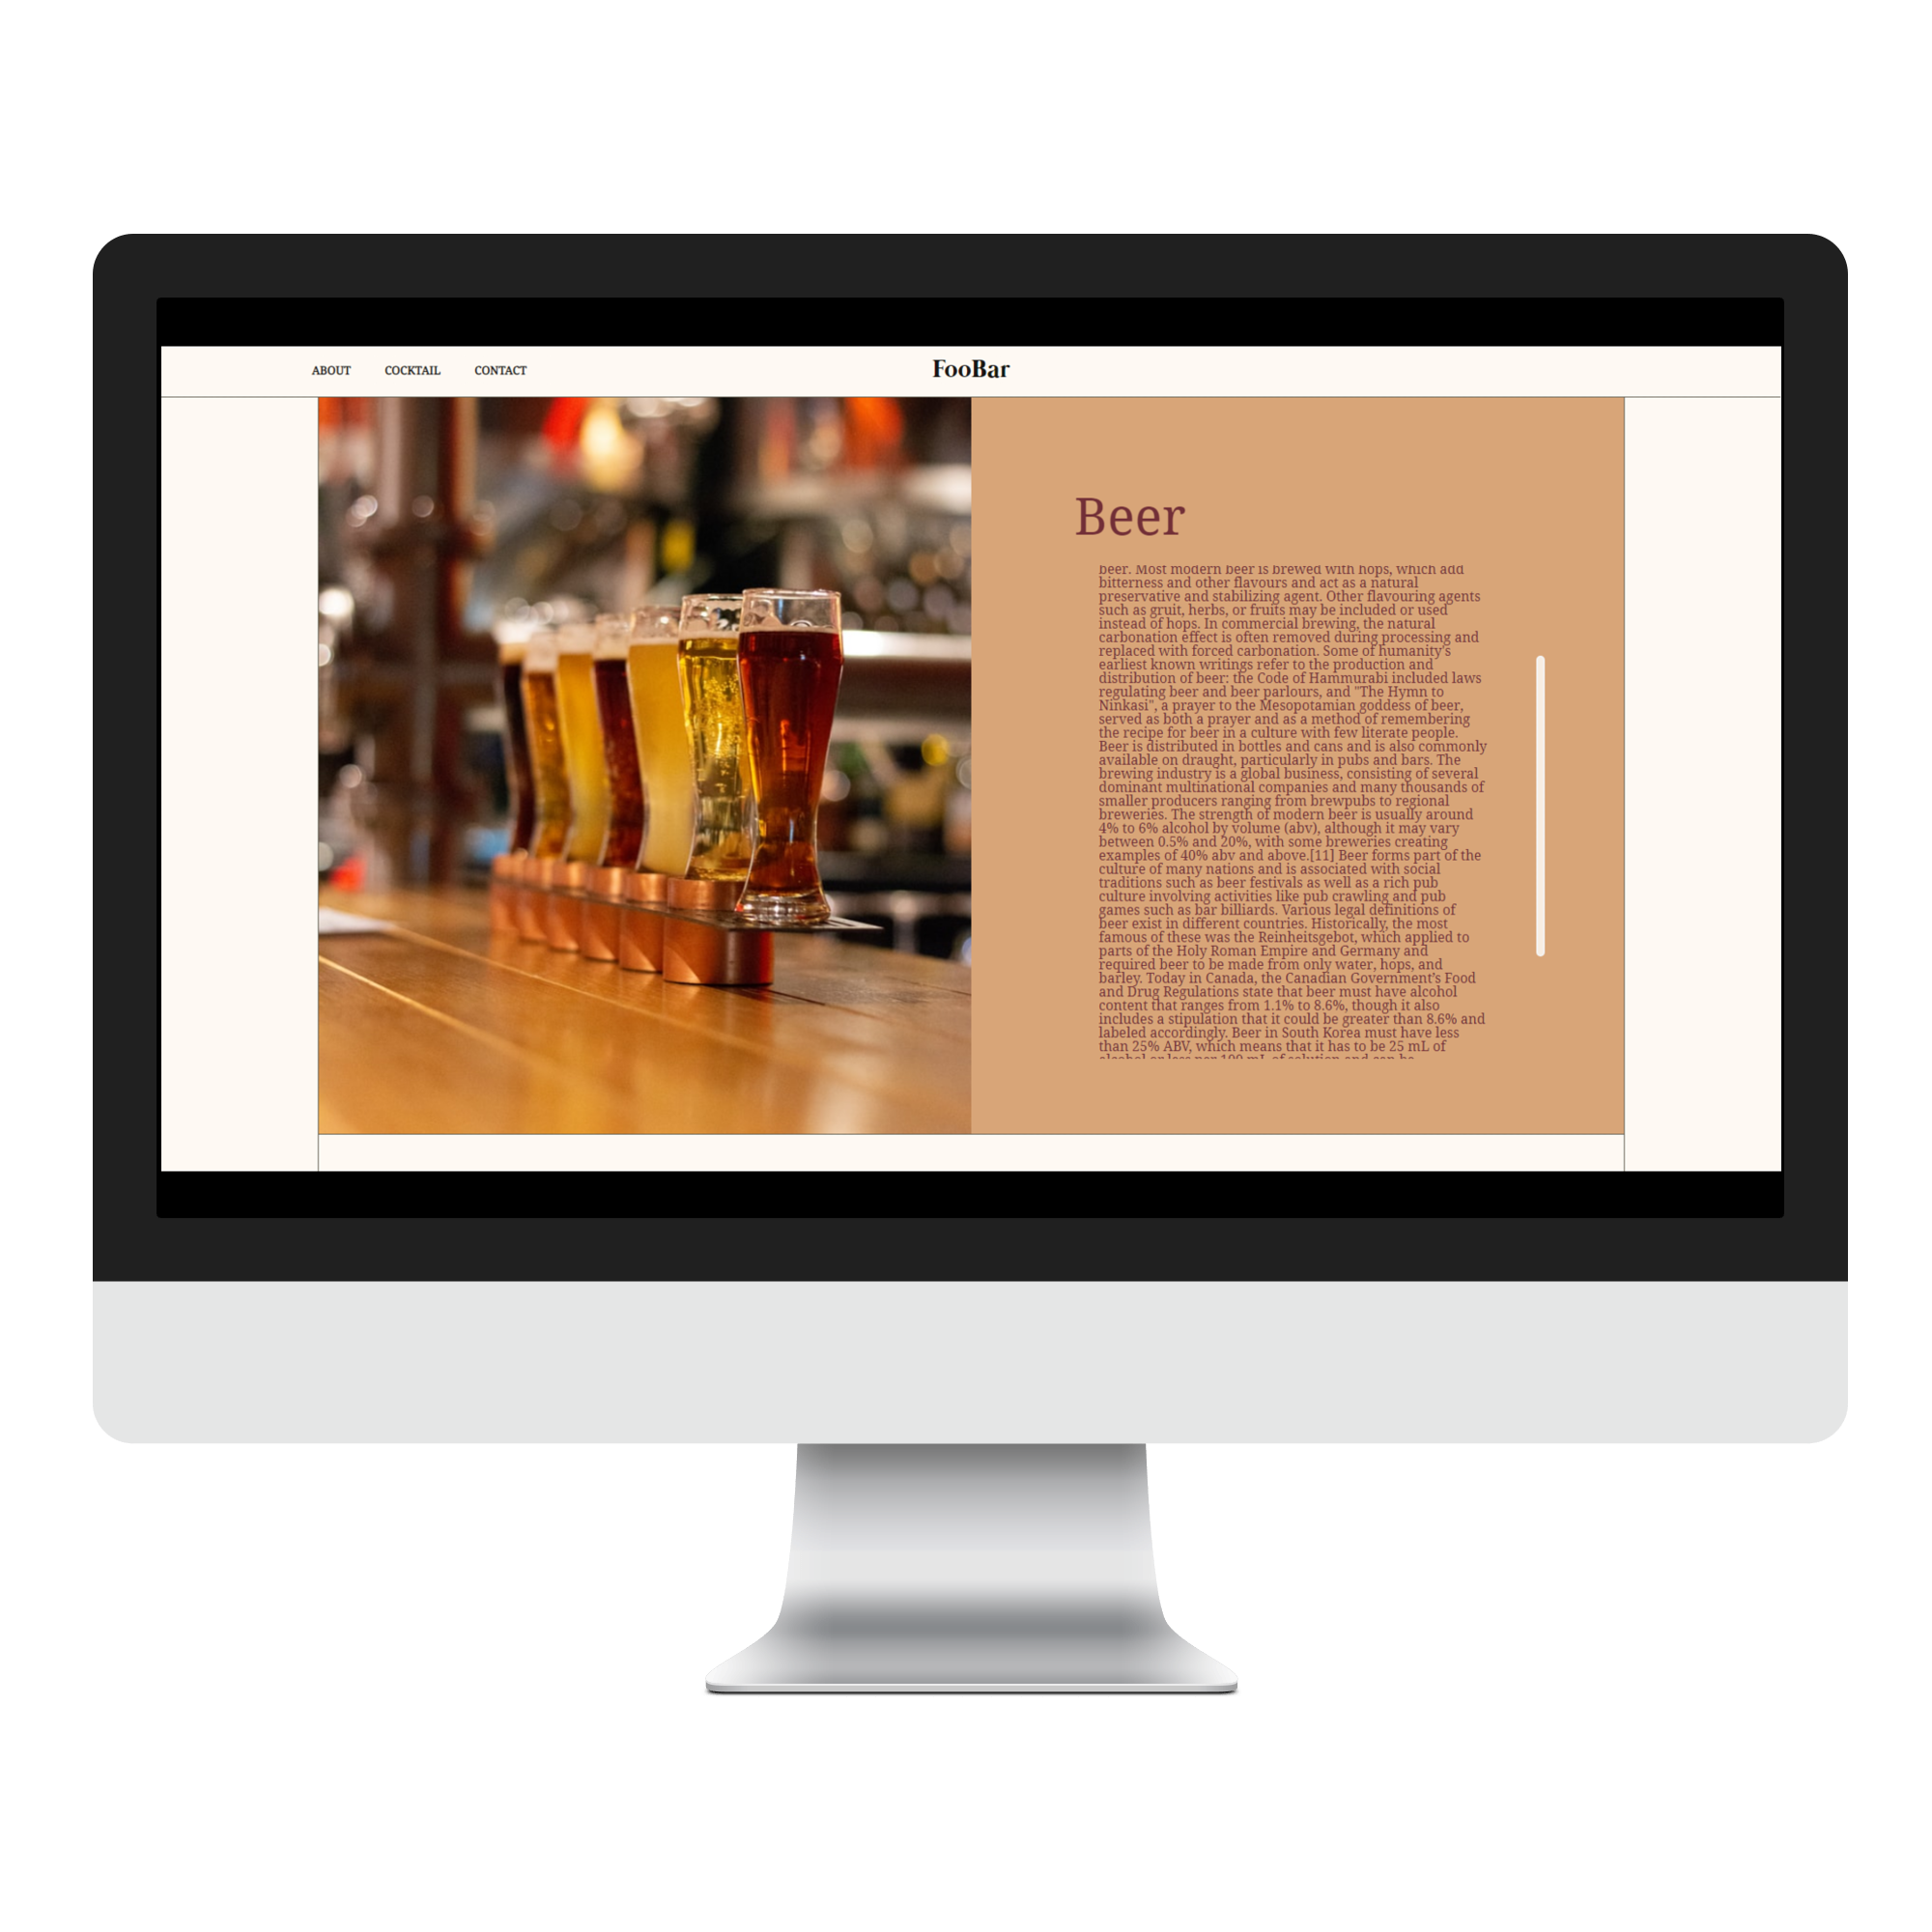 ABOUT COCKTAIL CONTACT FooBar
Beer
beer. Most modern beer is brewed with hops, which add
bitterness and other flavours and act as a natural
preservative and stabilizing agent. Other flavouring agents
such as gruit, herbs, or fruits may be included or used
instead of hops. In commercial brewing, the natural
carbonation effect is often removed during processing and
replaced with forced carbonation. Some of humanity's
earliest known writings refer to the production and
distribution of beer: the Code of Hammurabi included laws
regulating beer and beer parlours, and "The Hymn to
Ninkasi", a prayer to the Mesopotamian goddess of beer,
served as both a prayer and as a method of remembering
the recipe for beer in a culture with few literate people.
Beer is distributed in bottles and cans and is also commonly
available on draught, particularly in pubs and bars. The
brewing industry is a global business, consisting of several
dominant multinational companies and many thousands of
smaller producers ranging from brewpubs to regional
breweries. The strength of modern beer is usually around
4% to 6% alcohol by volume (abv), although it may vary
between 0.5% and 20%, with some breweries creating
examples of 40% abv and above.[11] Beer forms part of the
culture of many nations and is associated with social
traditions such as beer festivals as well as a rich pub
culture involving activities like pub crawling and pub
games such as bar billiards. Various legal definitions of
beer exist in different countries. Historically, the most
famous of these was the Reinheitsgebot, which applied to
parts of the Holy Roman Empire and Germany and
required beer to be made from only water, hops, and
barley. Today in Canada, the Canadian Government's Food
and Drug Regulations state that beer must have alcohol
content that ranges from 1.1% to 8.6%, though it also
includes a stipulation that it could be greater than 8.6% and
labeled accordingly. Beer in South Korea must have less
than 25% ABV, which means that it has to be 25 mL of
alcohol or less per 100 mL of solution and can be